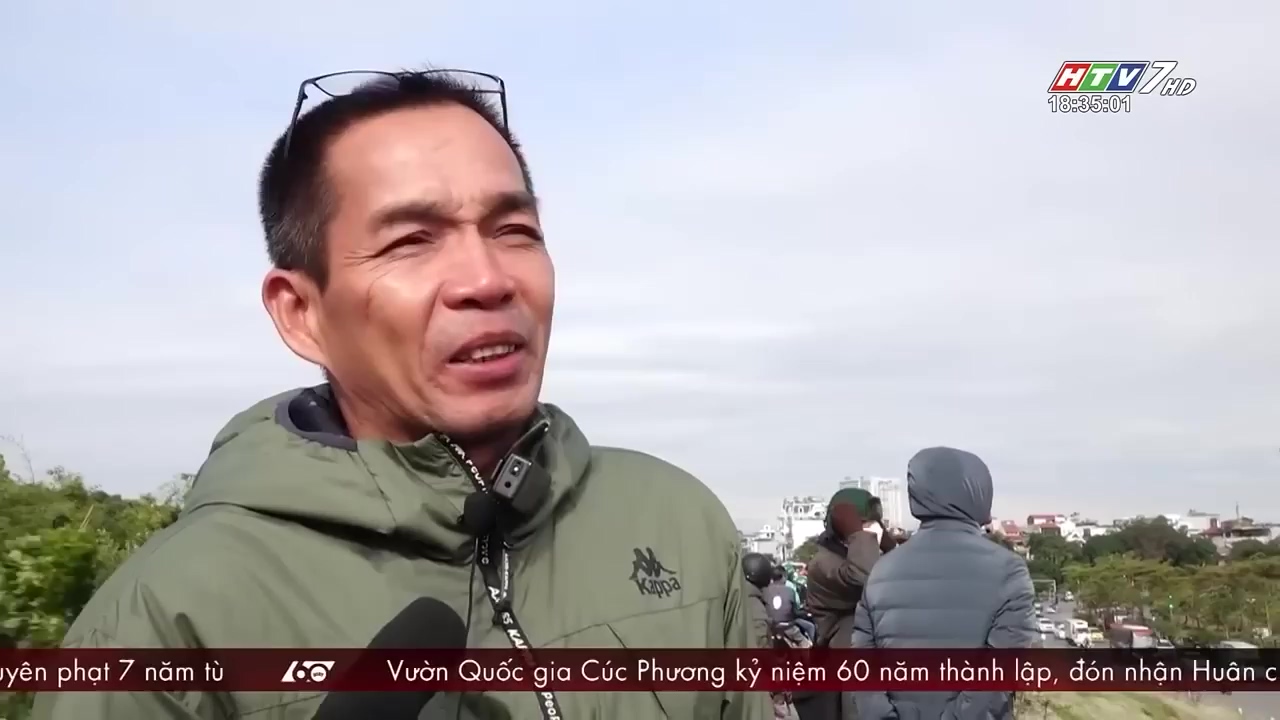 HTV7 HD
18:35:01
Kappa
uyên phạt 7 năm tù
60 Vườn Quốc gia Cúc Phương kỷ niệm 60 năm thành lập, đón nhận Huân c